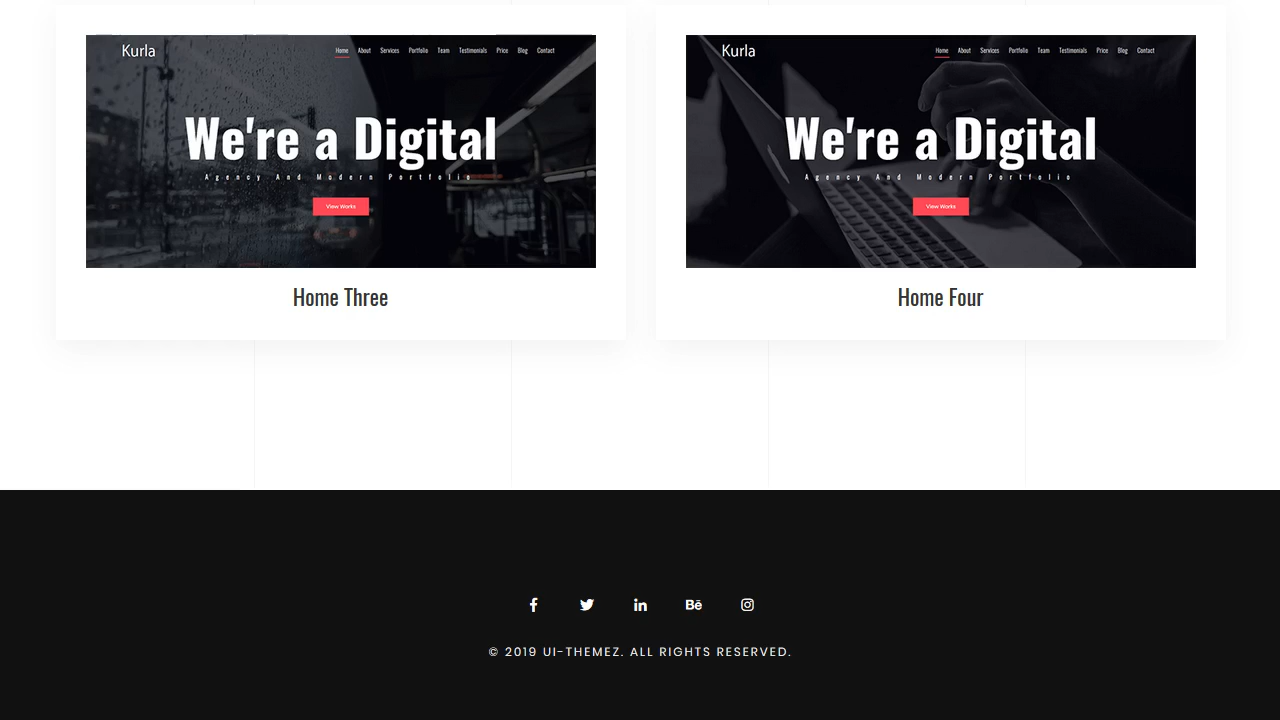 Kurla
Home About Services Portfolio Team Testimonials Price Blog Contact
We're a Digital
Agency And Modern Portfolio
View Works
Home Three
Kurla
Home About Services Portfolio Team Testimonials Price Blog Contact
We're a Digital
Agency And Modern Portfolio
View Works
Home Four
Bē
© 2019 UI-THEMEZ. ALL RIGHTS RESERVED.